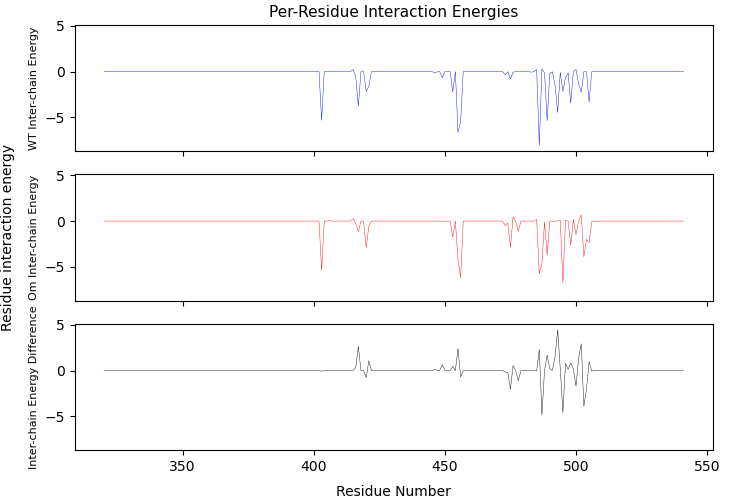 Per-Residue Interaction Energies
Residue interaction energy
WT Inter-chain Energy
5
0
−5
Om Inter-chain Energy
5
0
−5
Inter-chain Energy Difference
5
0
−5
350
400
450
500
550
Residue Number